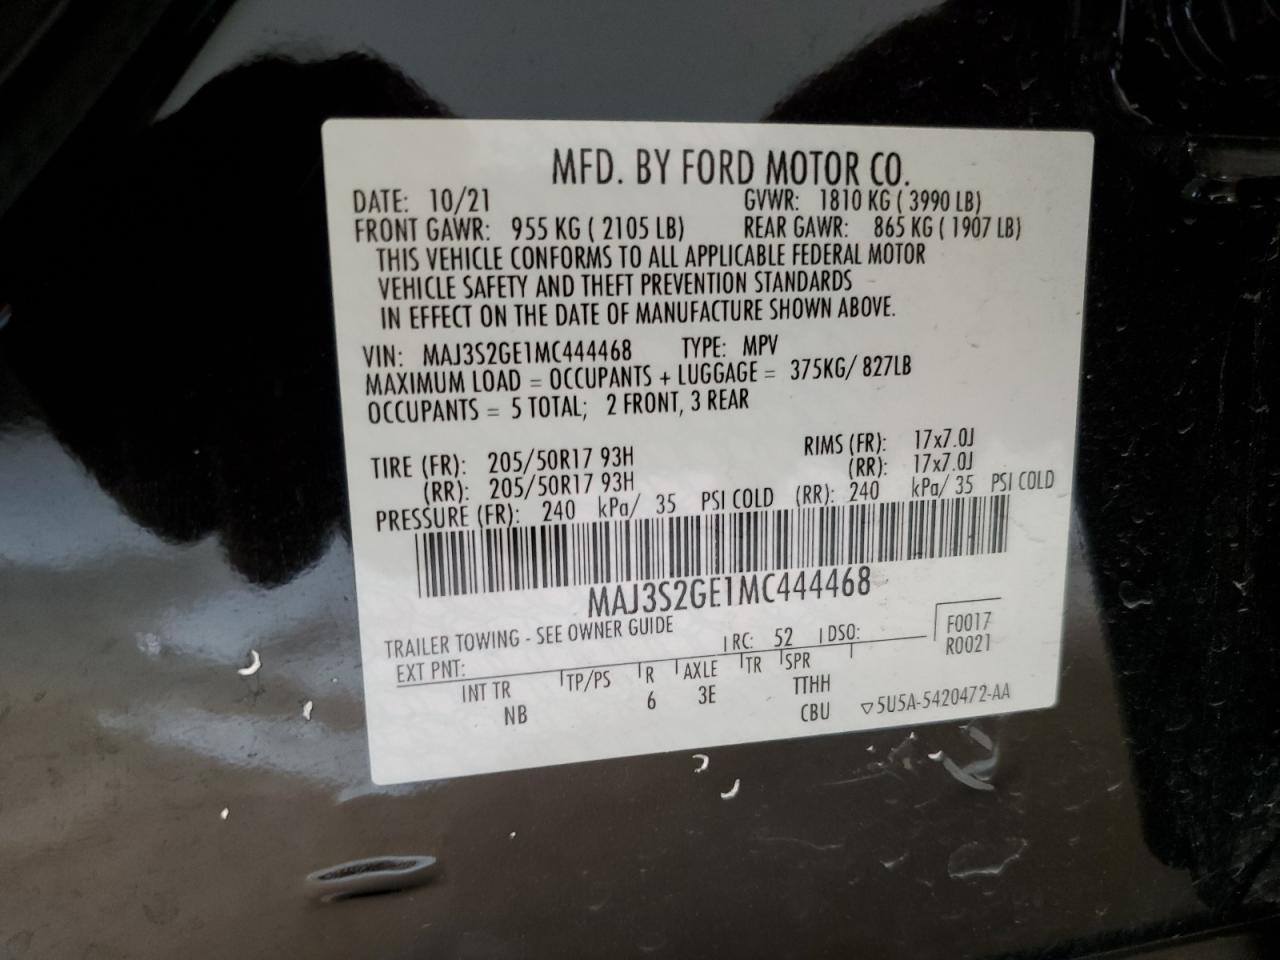 MFD. BY FORD MOTOR CO.
DATE: 10/21 GVWR: 1810 KG ( 3990 LB)
FRONT GAWR: 955 KG ( 2105 LB) REAR GAWR: 865 KG ( 1907 LB)
THIS VEHICLE CONFORMS TO ALL APPLICABLE FEDERAL MOTOR
VEHICLE SAFETY AND THEFT PREVENTION STANDARDS
IN EFFECT ON THE DATE OF MANUFACTURE SHOWN ABOVE.
VIN: MAJ3S2GE1MC444468 TYPE: MPV
MAXIMUM LOAD = OCCUPANTS + LUGGAGE = 375KG/ 827LB
OCCUPANTS = 5 TOTAL; 2 FRONT, 3 REAR
TIRE (FR): 205/50R17 93H RIMS (FR): 17x7.0J
(RR): 205/50R17 93H (RR): 17x7.0J
PRESSURE (FR): 240 kPa/ 35 PSI COLD (RR): 240 kPa/ 35 PSI COLD
MAJ3S2GE1MC444468
TRAILER TOWING - SEE OWNER GUIDE
EXT PNT: RC: 52 DSO: F0017
R0021
INT TR TP/PS R AXLE TR SPR
NB 6 3E TTHH
CBU ▽5U5A-5420472-AA